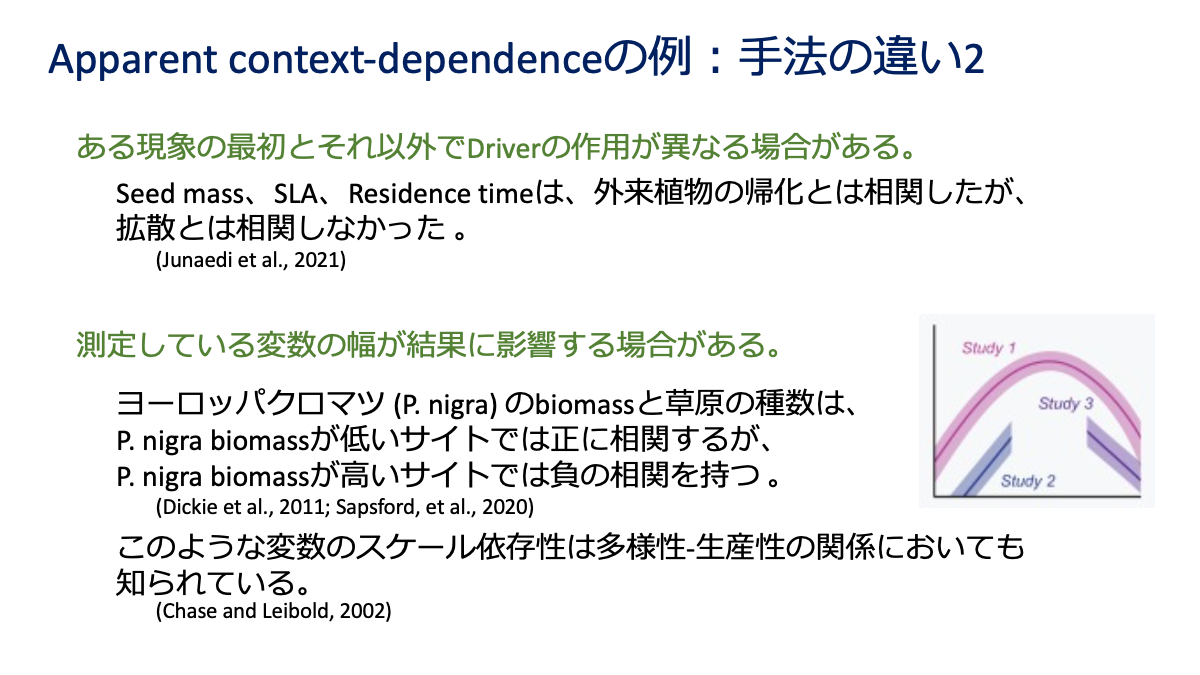 Apparent context-dependenceの例：手法の違い2
ある現象の最初とそれ以外でDriverの作用が異なる場合がある。
Seed mass、SLA、Residence timeは、外来植物の帰化とは相関したが、
拡散とは相関しなかった 。
(Junaedi et al., 2021)
測定している変数の幅が結果に影響する場合がある。
ヨーロッパクロマツ (P. nigra) のbiomassと草原の種数は、
P. nigra biomassが低いサイトでは正に相関するが、
P. nigra biomassが高いサイトでは負の相関を持つ 。
(Dickie et al., 2011; Sapsford, et al., 2020)
このような変数のスケール依存性は多様性-生産性の関係においても
知られている。
(Chase and Leibold, 2002)
Study 1
Study 3
Study 2